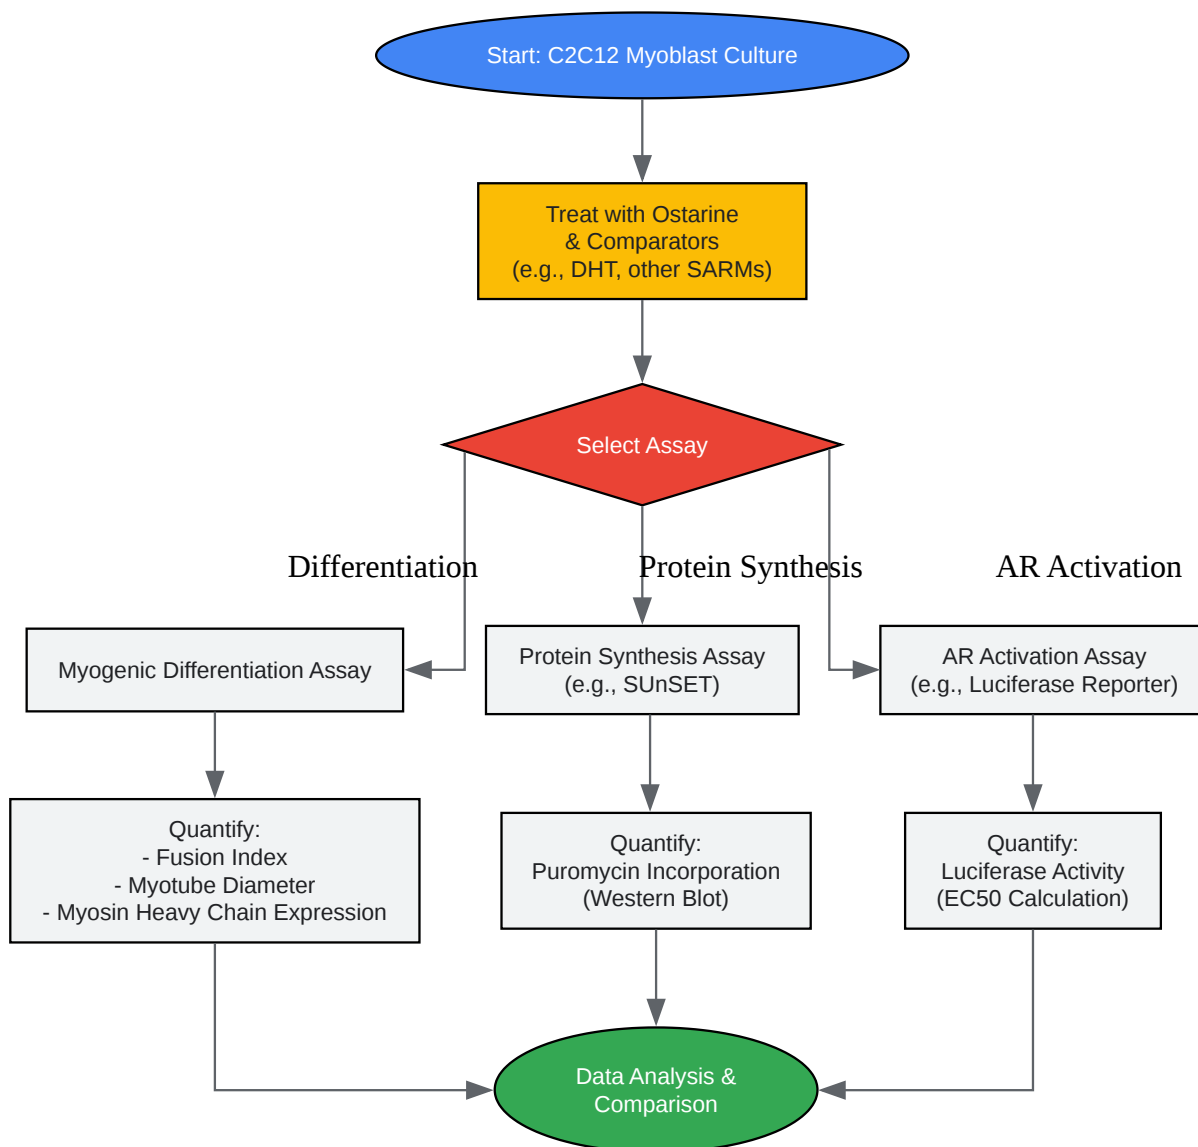 Start: C2C12 Myoblast Culture
Treat with Ostarine
& Comparators
(e.g., DHT, other SARMs)
Select Assay
Differentiation
Protein Synthesis
AR Activation
Myogenic Differentiation Assay
Protein Synthesis Assay
(e.g., SUnSET)
AR Activation Assay
(e.g., Luciferase Reporter)
Quantify:
- Fusion Index
- Myotube Diameter
- Myosin Heavy Chain Expression
Quantify:
Puromycin Incorporation
(Western Blot)
Quantify:
Luciferase Activity
(EC50 Calculation)
Data Analysis &
Comparison